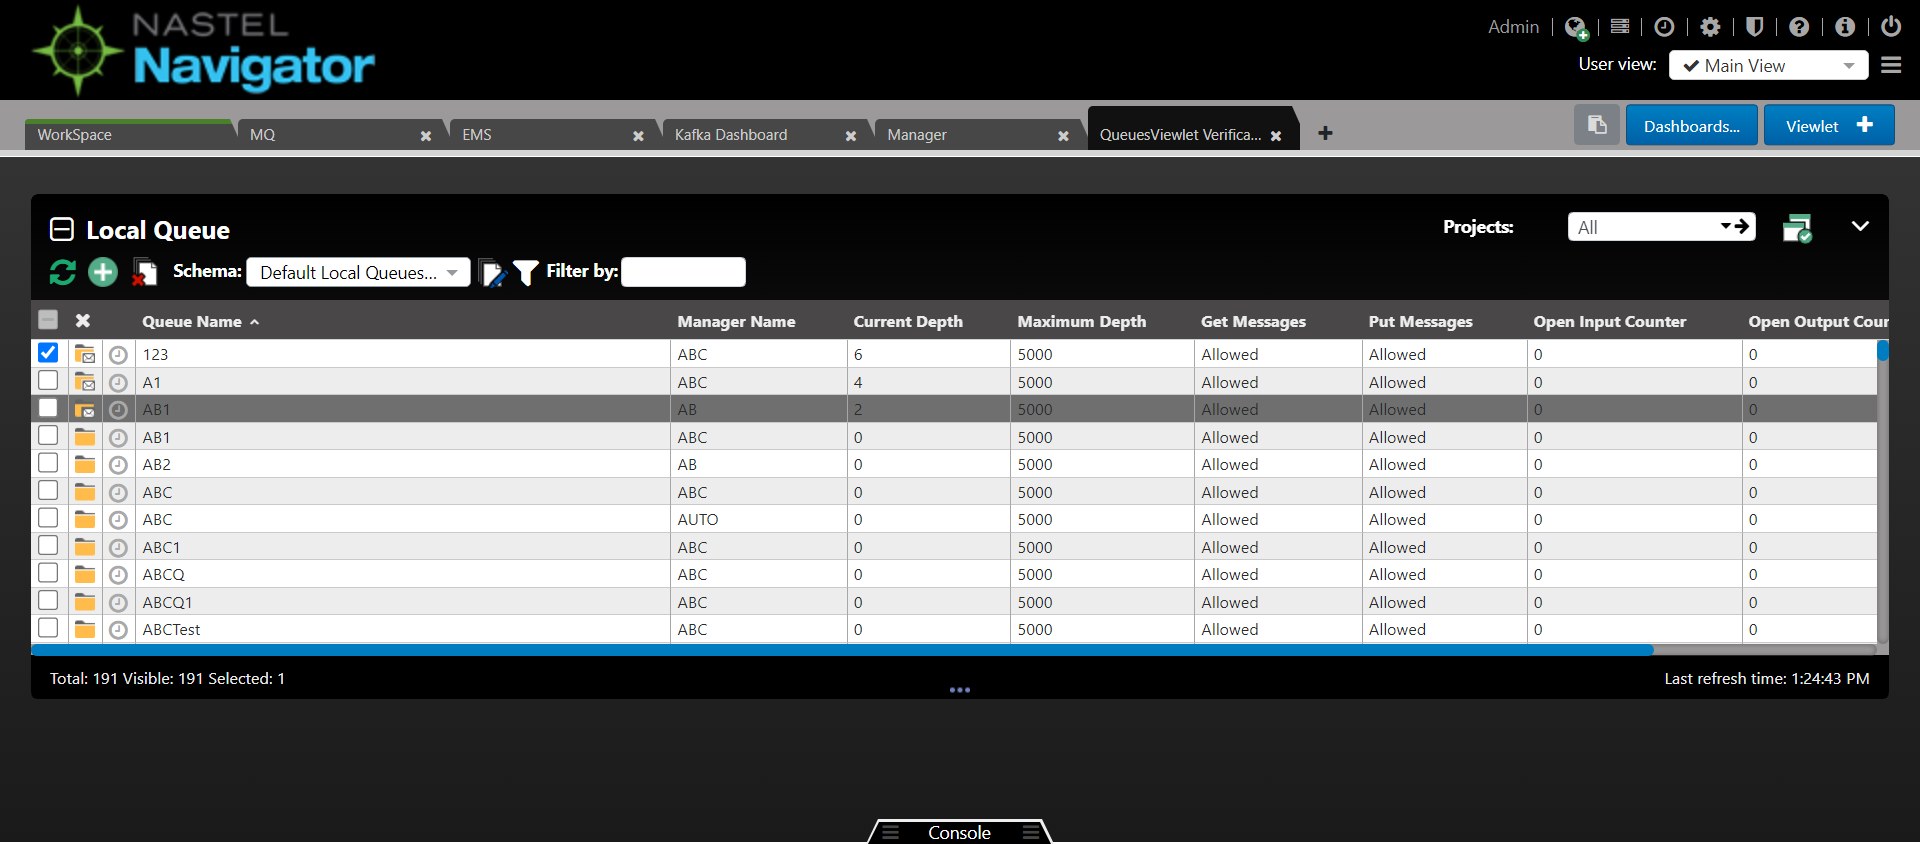 NASTEL
Navigator
Admin
User view: Main View
WorkSpace MQ EMS Kafka Dashboard Manager QueuesViewlet Verifica...
Dashboards... Viewlet
Local Queue
Projects: All
Schema: Default Local Queues... Filter by:
Queue Name Manager Name Current Depth Maximum Depth Get Messages Put Messages Open Input Counter Open Output Coun
123 ABC 6 5000 Allowed Allowed 0 0
A1 ABC 4 5000 Allowed Allowed 0 0
AB1 AB 2 5000 Allowed Allowed 0 0
AB1 ABC 0 5000 Allowed Allowed 0 0
AB2 AB 0 5000 Allowed Allowed 0 0
ABC ABC 0 5000 Allowed Allowed 0 0
ABC AUTO 0 5000 Allowed Allowed 0 0
ABC1 ABC 0 5000 Allowed Allowed 0 0
ABCQ ABC 0 5000 Allowed Allowed 0 0
ABCQ1 ABC 0 5000 Allowed Allowed 0 0
ABCTest ABC 0 5000 Allowed Allowed 0 0
Total: 191 Visible: 191 Selected: 1
Last refresh time: 1:24:43 PM
Console